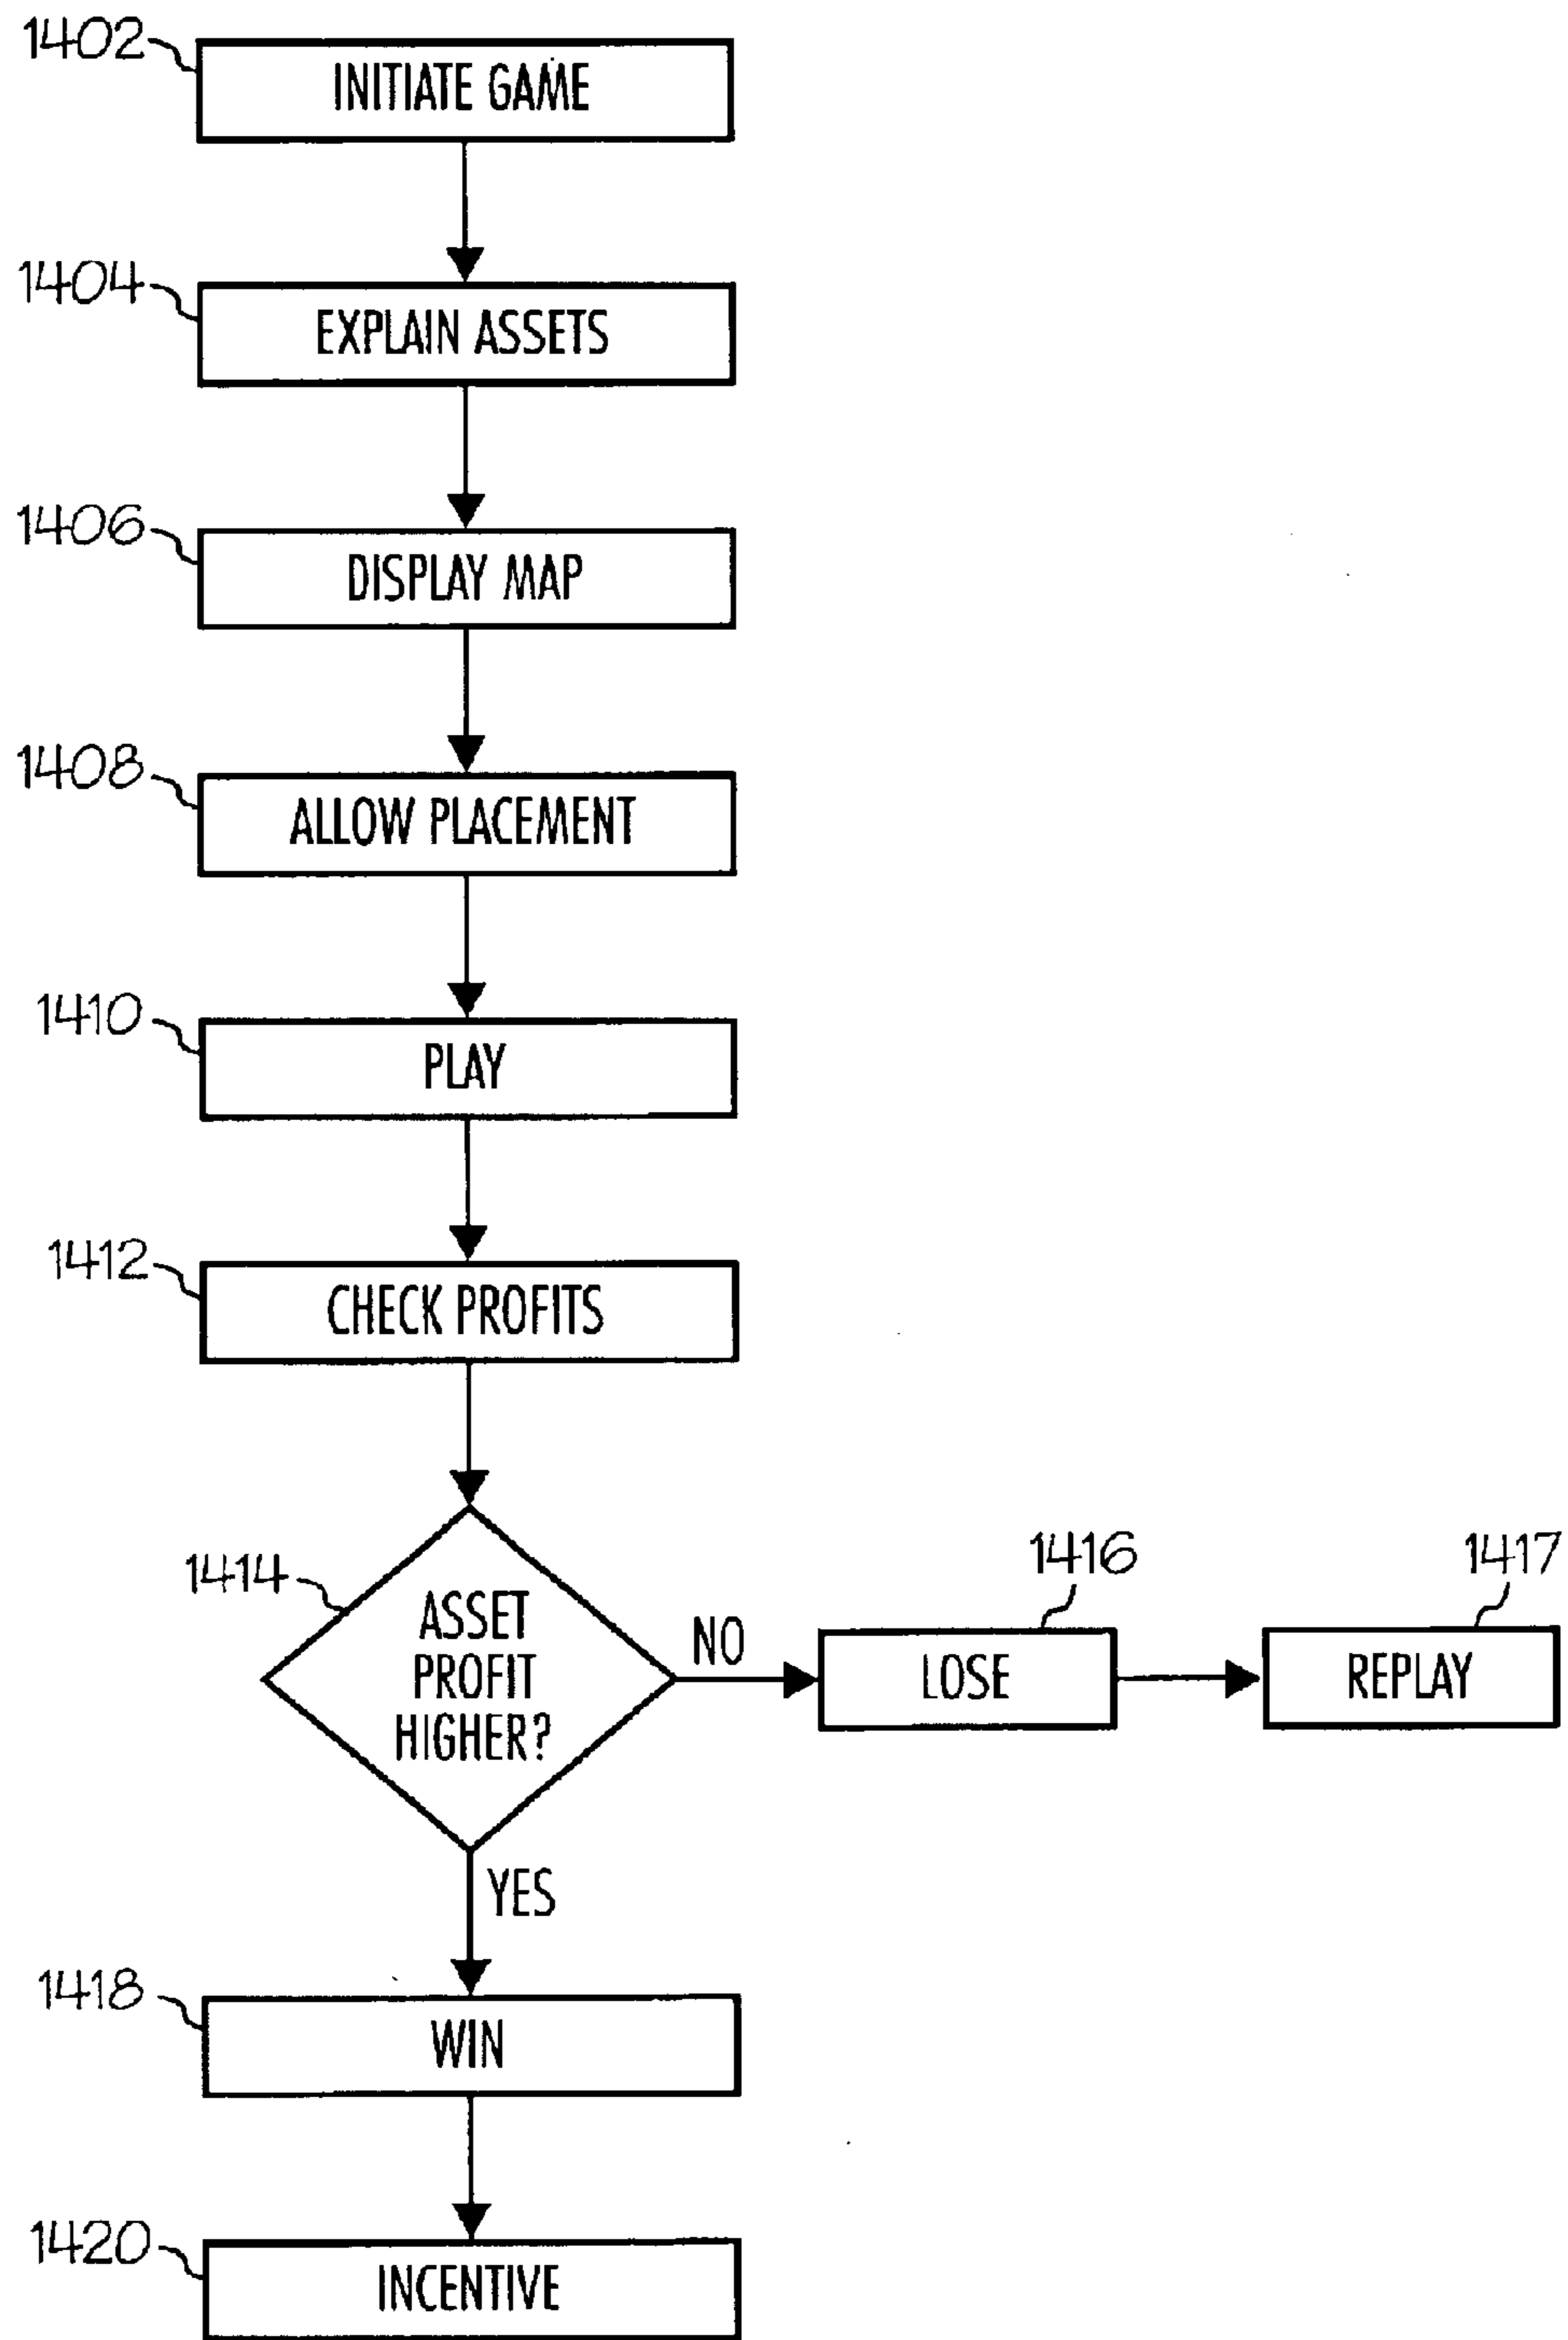 1402
INITIATE GAME
1404
EXPLAIN ASSETS
1406
DISPLAY MAP
1408
ALLOW PLACEMENT
1410
PLAY
1412
CHECK PROFITS
1414
ASSET
PROFIT
HIGHER?
NO
1416
LOSE
1417
REPLAY
YES
1418
WIN
1420
INCENTIVE